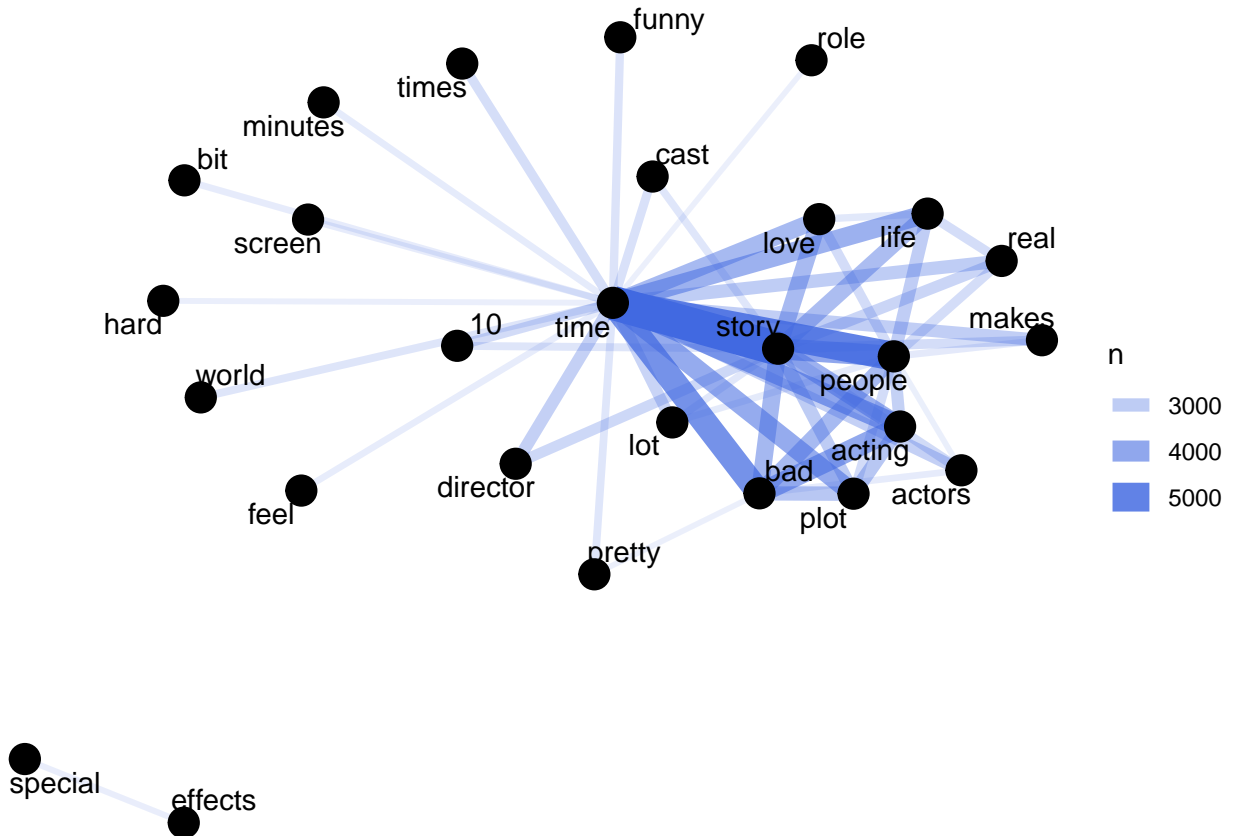 funny
role
times
minutes
cast
bit
love
life
real
screen
hard
10
time
story
makes
n
world
people
3000
lot
acting
4000
director
bad
actors
5000
feel
plot
pretty
special
effects